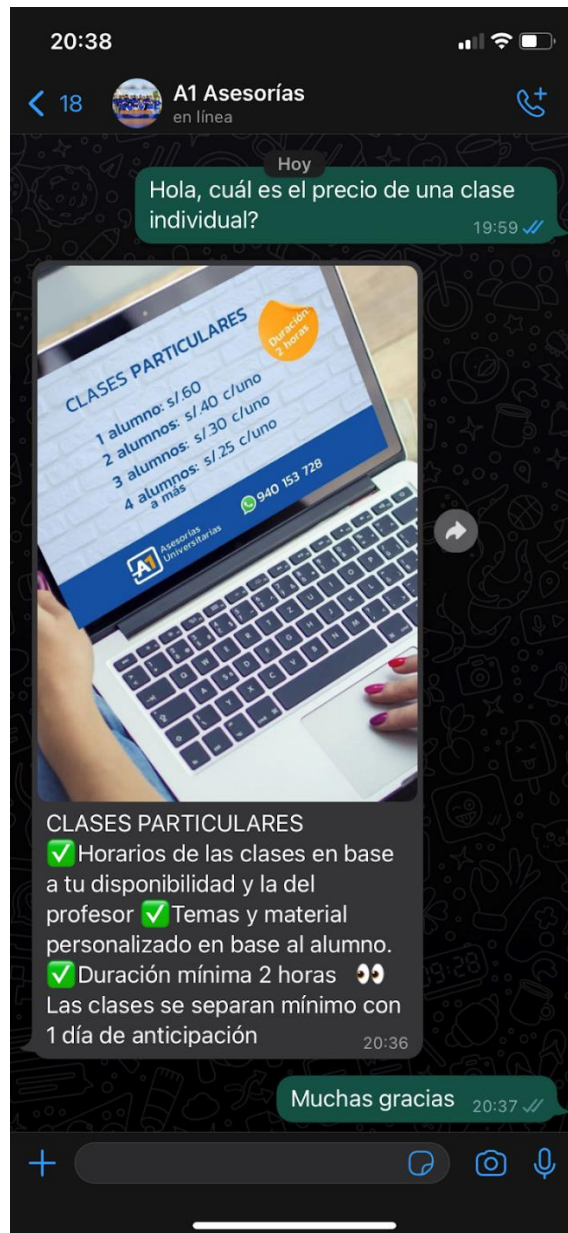 20:38
18
A1 Asesorías
en línea
Hoy
Hola, cuál es el precio de una clase
individual?
19:59
CLASES PARTICULARES
Duración:
2 horas
1 alumno: s/.60
2 alumnos: s/.40 c/uno
3 alumnos: s/.30 c/uno
4 alumnos: s/.25 c/uno
a más
A1 Asesorías
Universitarias
940 153 728
CLASES PARTICULARES
✅Horarios de las clases en base
a tu disponibilidad y la del
profesor ✅Temas y material
personalizado en base al alumno.
✅Duración mínima 2 horas 👀
Las clases se separan mínimo con
1 día de anticipación
20:36
Muchas gracias
20:37